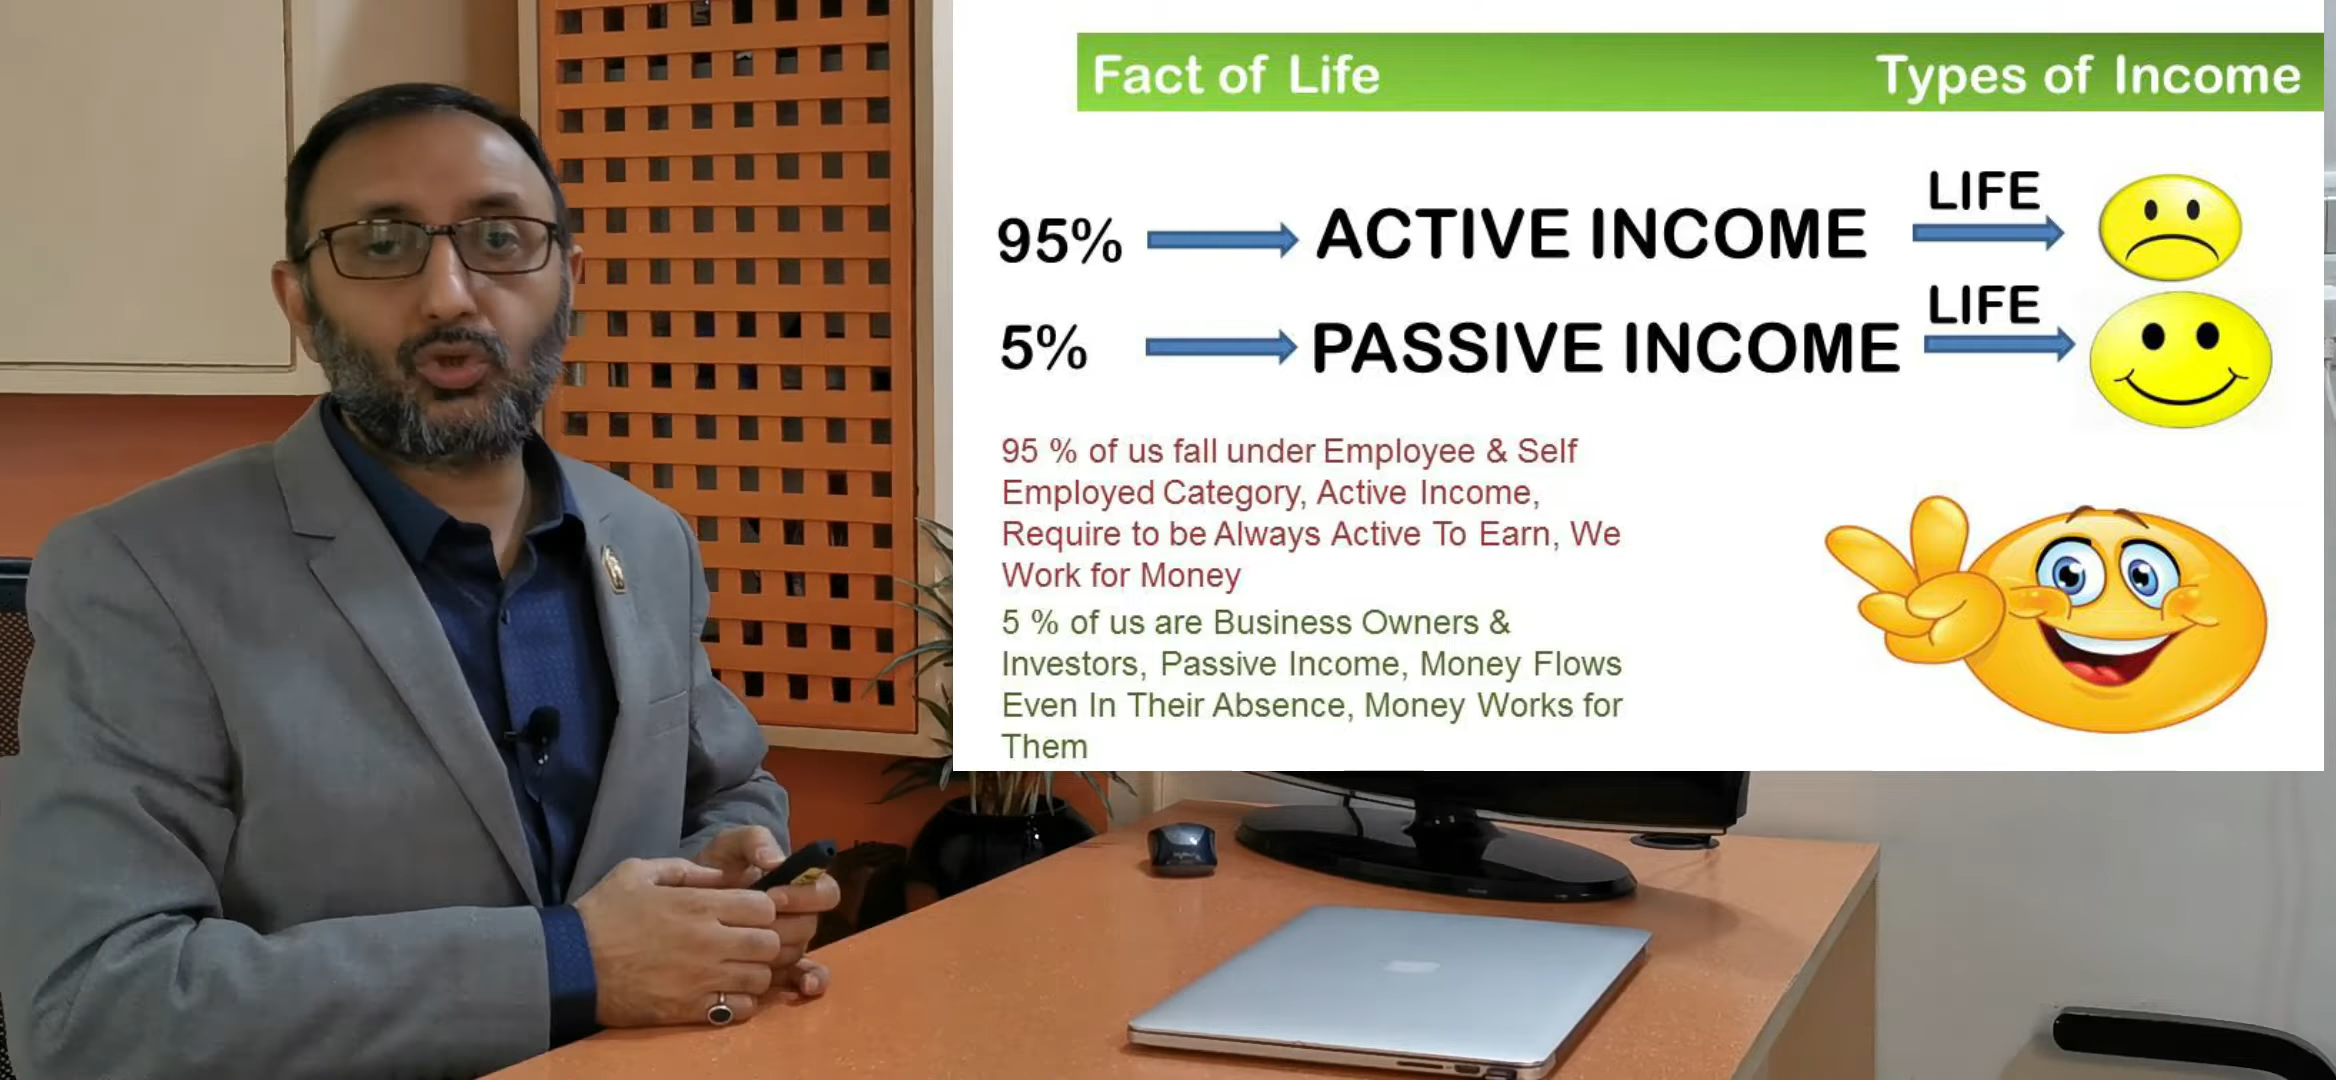 Fact of Life
Types of Income
95%
ACTIVE INCOME
LIFE
5%
PASSIVE INCOME
LIFE
95 % of us fall under Employee & Self
Employed Category, Active Income,
Require to be Always Active To Earn, We
Work for Money
5 % of us are Business Owners &
Investors, Passive Income, Money Flows
Even In Their Absence, Money Works for
Them